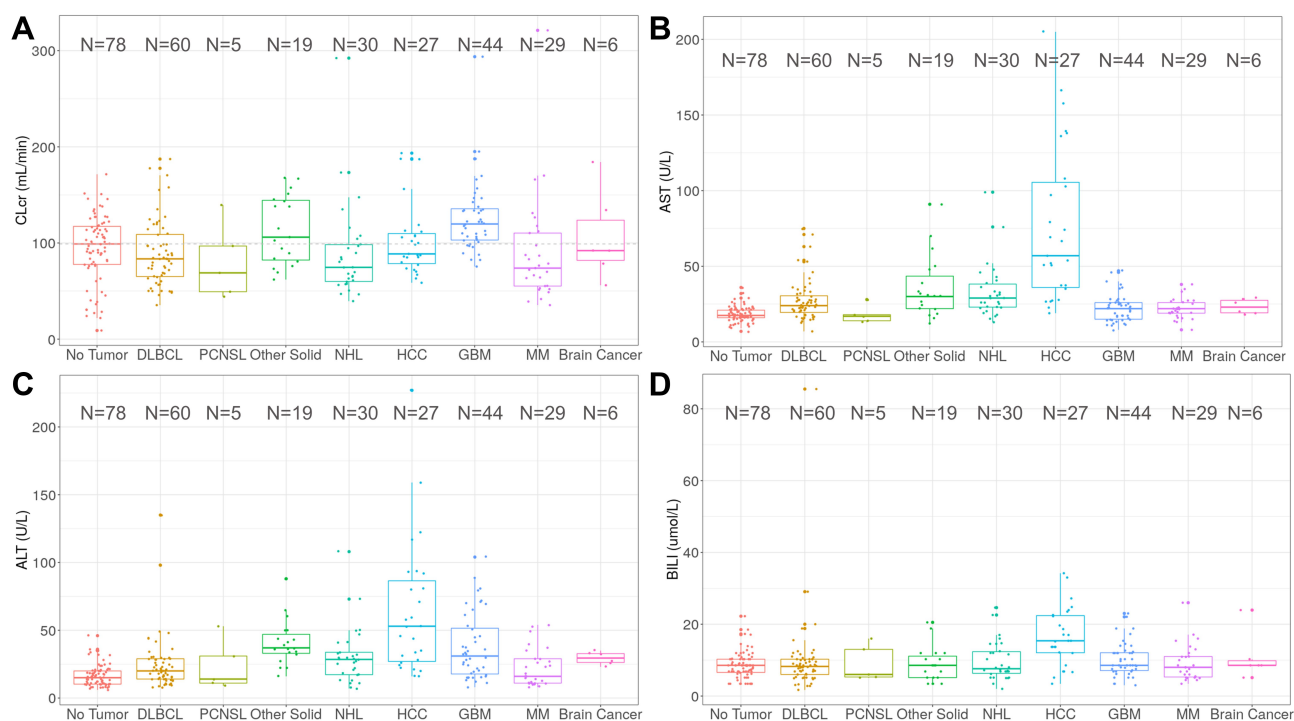 A
N=78 N=60 N=5 N=19 N=30 N=27 N=44 N=29 N=6
CLcr (mL/min)
300
200
100
0
No Tumor DLBCL PCNSL Other Solid NHL HCC GBM MM Brain Cancer
B
N=78 N=60 N=5 N=19 N=30 N=27 N=44 N=29 N=6
AST (U/L)
200
150
100
50
0
No Tumor DLBCL PCNSL Other Solid NHL HCC GBM MM Brain Cancer
C
N=78 N=60 N=5 N=19 N=30 N=27 N=44 N=29 N=6
ALT (U/L)
200
150
100
50
0
No Tumor DLBCL PCNSL Other Solid NHL HCC GBM MM Brain Cancer
D
N=78 N=60 N=5 N=19 N=30 N=27 N=44 N=29 N=6
BILI (umol/L)
80
60
40
20
0
No Tumor DLBCL PCNSL Other Solid NHL HCC GBM MM Brain Cancer